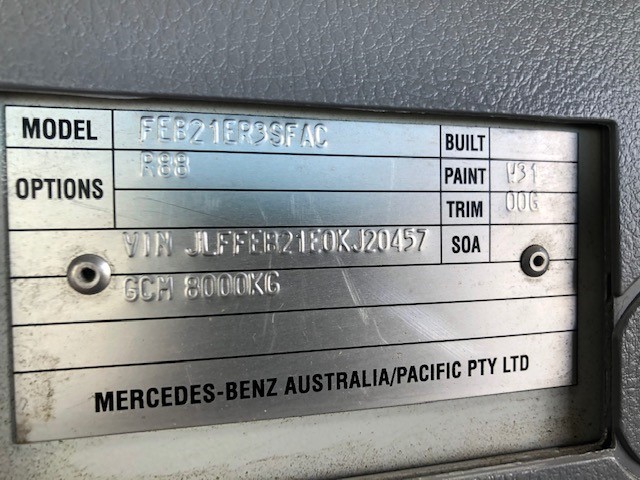 MODEL FEB21ER3SFAC BUILT
OPTIONS R88 PAINT W31
TRIM 00G
VIN JLFFEB21E0KJ20457 SOA
GCM 8000KG
MERCEDES-BENZ AUSTRALIA/PACIFIC PTY LTD